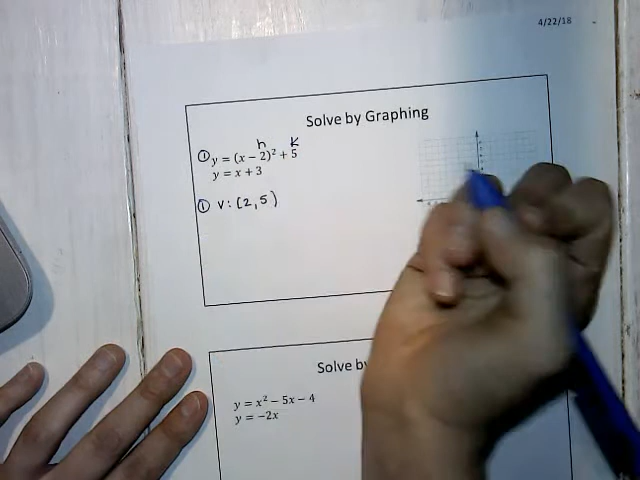 4/22/18
Solve by Graphing
h k
① y = (x − 2)² + 5
y = x + 3
① V: (2, 5)
Solve
y = x² − 5x − 4
y = −2x